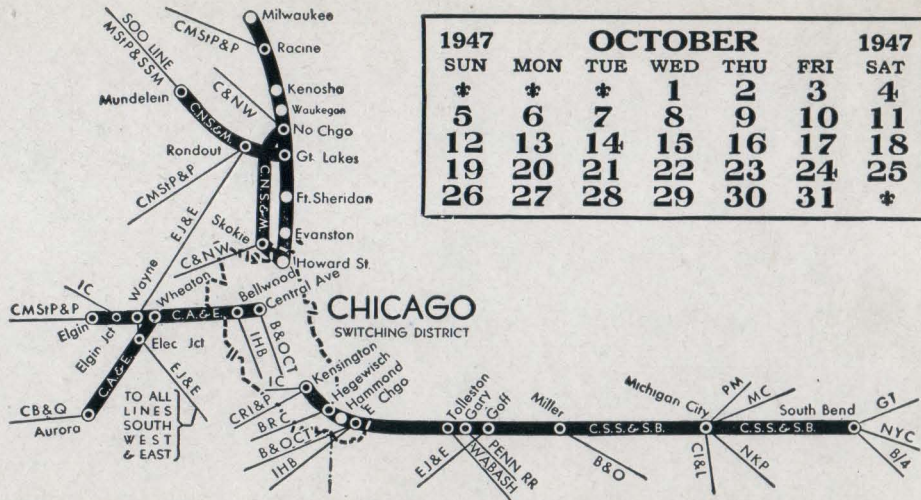 Milwaukee
CMStP&P
Racine
SOO LINE
MStP&SSM
Kenosha
C&NW
Waukegan
Mundelein
C.N.S.&M.
No Chgo
Rondout
Gt. Lakes
CMStP&P
C.N.S.&M.
EJ&E
Ft. Sheridan
Skokie
Evanston
C&NW
Howard St.
1947 OCTOBER 1947
SUN MON TUE WED THU FRI SAT
* * * 1 2 3 4
5 6 7 8 9 10 11
12 13 14 15 16 17 18
19 20 21 22 23 24 25
26 27 28 29 30 31 *
IC
Wayne
Wheaton
Bellwood
Central Ave
CMStP&P
C.A.&E.
Elgin
Elgin Jct
Elec Jct
C.A.&E.
EJ&E
IHB
B&OCT
CB&Q
Aurora
TO ALL
LINES
SOUTH
WEST
& EAST
CHICAGO
SWITCHING DISTRICT
IC
Kensington
CRI&P
Hegewisch
BRC
Hammond
B&OCT
E Chgo
IHB
Tolleston
Gary
Goff
EJ&E
WABASH
PENN RR
Miller
B&O
C.S.S.& S.B.
Michigan City
PM
MC
CI&L
NKP
C.S.S.& S.B.
South Bend
GT
NYC
B/4